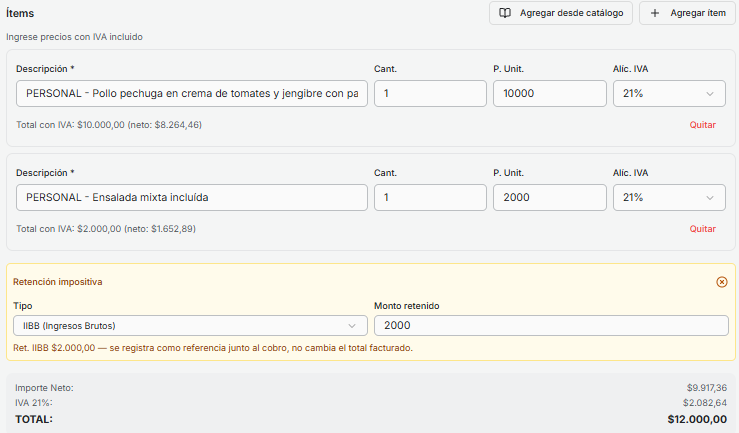 Ítems
Agregar desde catálogo
Agregar ítem
Ingrese precios con IVA incluido
Descripción * Cant. P. Unit. Alíc. IVA
PERSONAL - Pollo pechuga en crema de tomates y jengibre con pa 1 10000 21%
Total con IVA: $10.000,00 (neto: $8.264,46) Quitar
Descripción * Cant. P. Unit. Alíc. IVA
PERSONAL - Ensalada mixta incluída 1 2000 21%
Total con IVA: $2.000,00 (neto: $1.652,89) Quitar
Retención impositiva
Tipo Monto retenido
IIBB (Ingresos Brutos) 2000
Ret. IIBB $2.000,00 — se registra como referencia junto al cobro, no cambia el total facturado.
Importe Neto: $9.917,36
IVA 21%: $2.082,64
TOTAL: $12.000,00